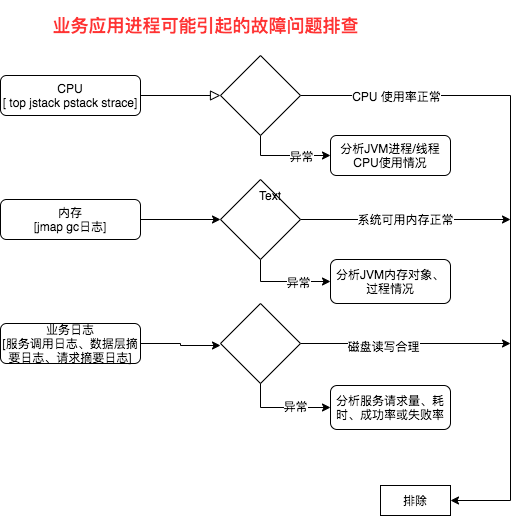 业务应用进程可能引起的故障问题排查
CPU
[ top jstack pstack strace]
CPU 使用率正常
异常
分析JVM进程/线程
CPU使用情况
内存
[jmap gc日志]
Text
系统可用内存正常
异常
分析JVM内存对象、
过程情况
业务日志
[服务调用日志、数据层摘
要日志、请求摘要日志]
磁盘读写合理
异常
分析服务请求量、耗
时、成功率或失败率
排除